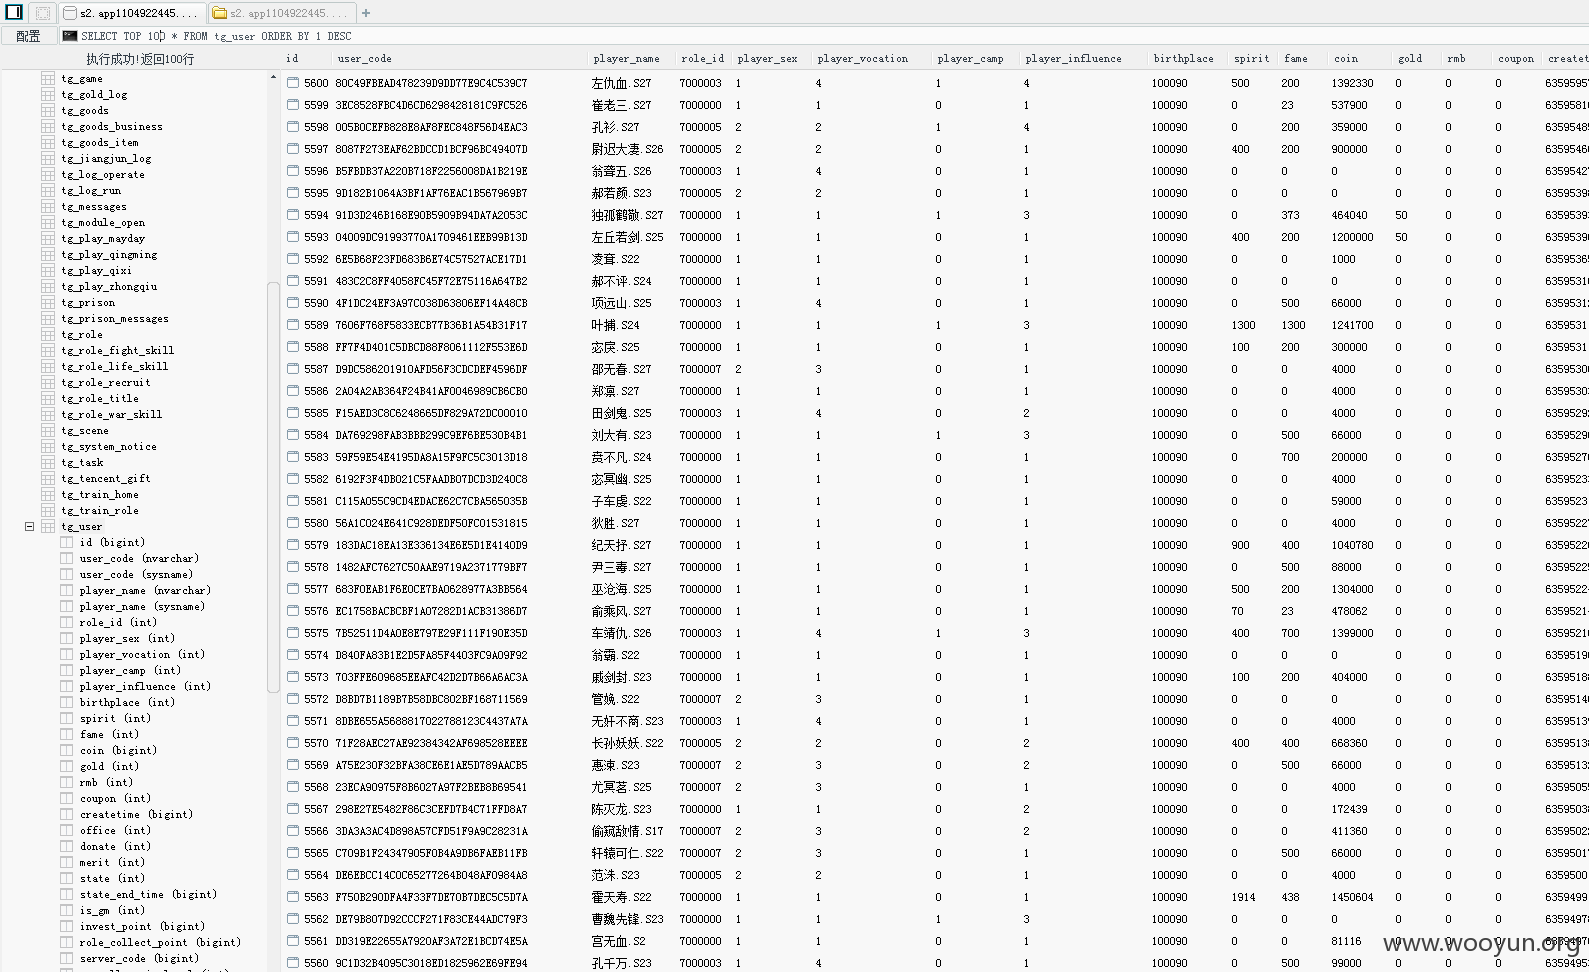 s2.app1104922445....
s2.app1104922445....
配置
SELECT TOP 100 * FROM tg_user ORDER BY 1 DESC
执行成功!返回100行
tg_game
tg_gold_log
tg_goods
tg_goods_business
tg_goods_item
tg_jiangjun_log
tg_log_operate
tg_log_run
tg_messages
tg_module_open
tg_play_mayday
tg_play_qingming
tg_play_qixi
tg_play_zhongqiu
tg_prison
tg_prison_messages
tg_role
tg_role_fight_skill
tg_role_life_skill
tg_role_recruit
tg_role_title
tg_role_war_skill
tg_scene
tg_system_notice
tg_task
tg_tencent_gift
tg_train_home
tg_train_role
tg_user
id (bigint)
user_code (nvarchar)
user_code (sysname)
player_name (nvarchar)
player_name (sysname)
role_id (int)
player_sex (int)
player_vocation (int)
player_camp (int)
player_influence (int)
birthplace (int)
spirit (int)
fame (int)
coin (bigint)
gold (int)
rmb (int)
coupon (int)
createtime (bigint)
office (int)
donate (int)
merit (int)
state (int)
state_end_time (bigint)
is_gm (int)
invest_point (bigint)
role_collect_point (bigint)
server_code (bigint)
id user_code player_name role_id player_sex player_vocation player_camp player_influence birthplace spirit fame coin gold rmb coupon createt
5600 80C49FBEAD478239D9DD77E9C4C539C7 左仇血.S27 7000003 1 4 1 4 100090 500 200 1392330 0 0 0 6359595
5599 3EC8528FBC4D6CD6298428181C9FC526 崔老三.S27 7000000 1 1 0 1 100090 0 23 537900 0 0 0 6359581
5598 005B0CEFB828E8AF8FEC848F56D4EAC3 孔衫.S27 7000005 2 2 1 4 100090 0 200 359000 0 0 0 6359548
5597 8087F273EAF62BDCCD1BCF96BC49407D 尉迟大凄.S26 7000005 2 2 0 1 100090 400 200 900000 0 0 0 6359546
5596 B5FBDB37A220B718F2256008DA1B219E 翁聋五.S26 7000003 1 4 0 1 100090 0 0 0 0 0 0 6359542
5595 9D182B1064A3BF1AF76EAC1B567969B7 郝若颜.S23 7000005 2 2 0 1 100090 0 0 0 0 0 0 6359539
5594 91D3D246B168E90B5909B94DA7A2053C 独孤鹤敬.S27 7000000 1 1 1 3 100090 0 373 464040 50 0 0 6359539
5593 04009DC91993770A1709461EEB99B13D 左丘若剑.S25 7000000 1 1 0 1 100090 400 200 1200000 50 0 0 6359539
5592 6E5B68F23FD683B6E74C57527ACE17D1 凌茸.S22 7000000 1 1 0 1 100090 0 0 1000 0 0 0 6359536
5591 483C2C8FF4058FC45F72E75116A647B2 郝不评.S24 7000000 1 1 0 1 100090 0 0 0 0 0 0 6359531
5590 4F1DC24EF3A97C038D63806EF14A48CB 项远山.S25 7000003 1 4 0 1 100090 0 500 66000 0 0 0 6359531
5589 7606F768F5833ECB77B36B1A54B31F17 叶捕.S24 7000000 1 1 1 3 100090 1300 1300 1241700 0 0 0 6359531
5588 FF7F4D401C5DBCD88F8061112F553E6D 宓戾.S25 7000000 1 1 0 1 100090 100 200 300000 0 0 0 6359531
5587 D9DC586201910AFD56F3CDCDEF4596DF 邵无春.S27 7000007 2 3 0 1 100090 0 0 4000 0 0 0 6359530
5586 2A04A2AB364F24B41AF0046989CB6CB0 郑凛.S27 7000000 1 1 0 1 100090 0 0 4000 0 0 0 6359530
5585 F15AED3C8C6248665DF829A72DC00010 田剑鬼.S25 7000003 1 4 0 2 100090 0 0 4000 0 0 0 6359529
5584 DA769298FAB3BBB299C9EF6BE530B4B1 刘大有.S23 7000000 1 1 1 3 100090 0 500 66000 0 0 0 6359529
5583 59F59E54E4195DA8A15F9FC5C3013D18 贲不凡.S24 7000000 1 1 0 1 100090 0 700 200000 0 0 0 6359527
5582 6192F3F4DB021C5FAADB07DCD3D240C8 宓冥幽.S25 7000000 1 1 0 1 100090 0 0 4000 0 0 0 6359523
5581 C115A055C9CD4EDACE62C7CBA565035B 子车虔.S22 7000000 1 1 0 1 100090 0 0 59000 0 0 0 6359523
5580 56A1C024E641C928DEDF50FC01531815 狄胜.S27 7000000 1 1 0 1 100090 0 0 4000 0 0 0 6359522
5579 183DAC18EA13E336134E6E5D1E4140D9 纪天抒.S27 7000000 1 1 0 1 100090 900 400 1040780 0 0 0 6359522
5578 1482AFC7627C50AAE9719A2371779BF7 尹三毒.S27 7000000 1 1 0 1 100090 0 500 88000 0 0 0 6359522
5577 683F0EAB1F6E0CE7BA0628977A3BB564 巫沧海.S25 7000000 1 1 0 1 100090 500 200 1304000 0 0 0 6359522
5576 EC1758BACBCBF1A07282D1ACB31386D7 俞乘风.S27 7000000 1 1 0 1 100090 70 23 478062 0 0 0 6359521
5575 7B52511D4A0E8E797E29F111F190E35D 车靖仇.S26 7000003 1 4 1 3 100090 400 700 1399000 0 0 0 6359521
5574 D840FA83B1E2D5FA85F4403FC9A09F92 翁霸.S22 7000000 1 1 0 1 100090 0 0 0 0 0 0 6359519
5573 703FFE609685EEAFC42D2D7B66A6AC3A 戚剑封.S23 7000000 1 1 0 1 100090 100 200 404000 0 0 0 6359518
5572 D8BD7B1189B7B58DBC802BF168711569 管娩.S22 7000007 2 3 0 1 100090 0 0 0 0 0 0 6359514
5571 8DBE655A5688817022788123C4437A7A 无奸不商.S23 7000003 1 4 0 1 100090 0 0 4000 0 0 0 6359513
5570 71F28AEC27AE92384342AF698528EEEE 长孙妖妖.S22 7000005 2 2 0 2 100090 400 400 668360 0 0 0 6359513
5569 A75E230F32BFA38CE6E1AE5D789AACB5 惠涑.S23 7000007 2 3 0 2 100090 0 500 66000 0 0 0 6359513
5568 23ECA90975F8B6027A97F2BEB8B69541 尤冥茗.S25 7000007 2 3 0 1 100090 0 0 4000 0 0 0 6359505
5567 298E27E5482F86C3CEFD7B4C71FFD8A7 陈灭龙.S23 7000000 1 1 0 2 100090 0 0 172439 0 0 0 6359503
5566 3DA3A3AC4D898A57CFD51F9A9C28231A 偷窥敌情.S17 7000007 2 3 0 2 100090 0 0 411360 0 0 0 6359502
5565 C709B1F24347905F0B4A9DB6FAEB11FB 轩辕可仁.S22 7000007 2 3 0 1 100090 0 500 66000 0 0 0 6359501
5564 DE6EBCC14C0C65277264B048AF0984A8 范洙.S23 7000005 2 2 0 1 100090 0 0 4000 0 0 0 6359500
5563 F750B290DFA4F33F7DE70B7DEC5C5D7A 霍天寿.S22 7000000 1 1 0 1 100090 1914 438 1450604 0 0 0 6359499
5562 DE79B807D92CCCF271F83CE44ADC79F3 曹魏先锋.S23 7000000 1 1 1 3 100090 0 0 0 0 0 0 6359497
5561 DD319E22655A7920AF3A72E1BCD74E5A 宫无血.S2 7000000 1 1 0 1 100090 0 0 81116 0 0 0
5560 9C1D32B4095C3018ED1825962E69FE94 孔千万.S23 7000003 1 4 0 1 100090 0 500 99000 0 0 0 6359495
www.wooyun.org